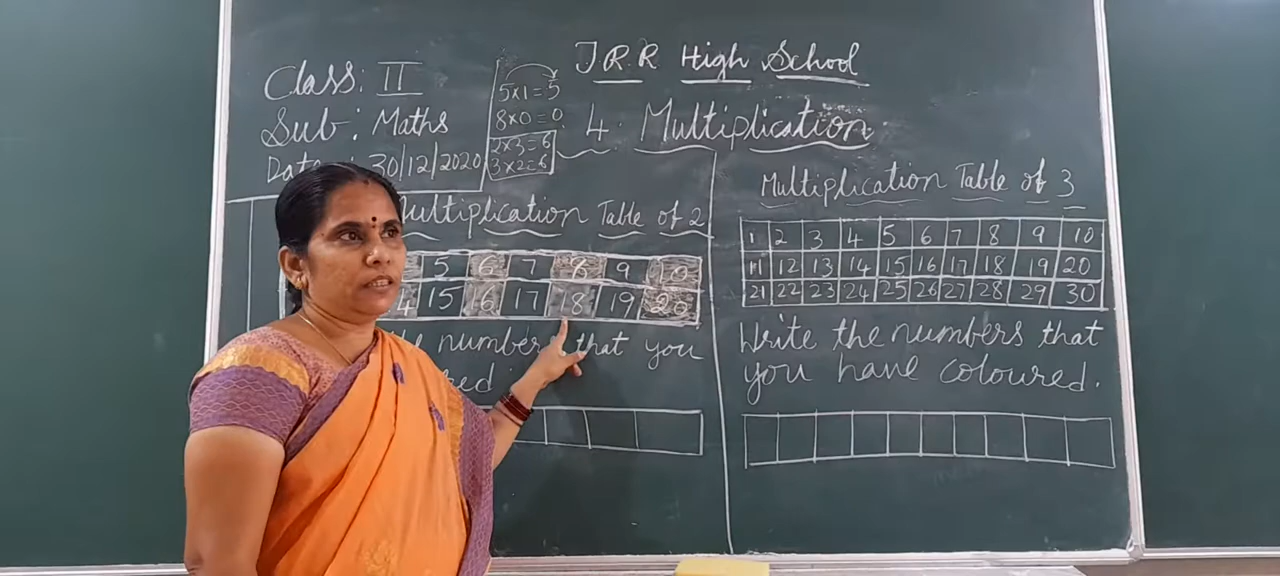 J.R.R High School
Class: II
Sub: Maths
Date: 30/12/2020
5x1=5
8x0=0
2x3=6
3x2=6
4. Multiplication
Multiplication Table of 2
5 6 7 8 9 10
4 15 16 17 18 19 20
numbers that you
Multiplication Table of 3
1 2 3 4 5 6 7 8 9 10
11 12 13 14 15 16 17 18 19 20
21 22 23 24 25 26 27 28 29 30
Write the numbers that
you have coloured.